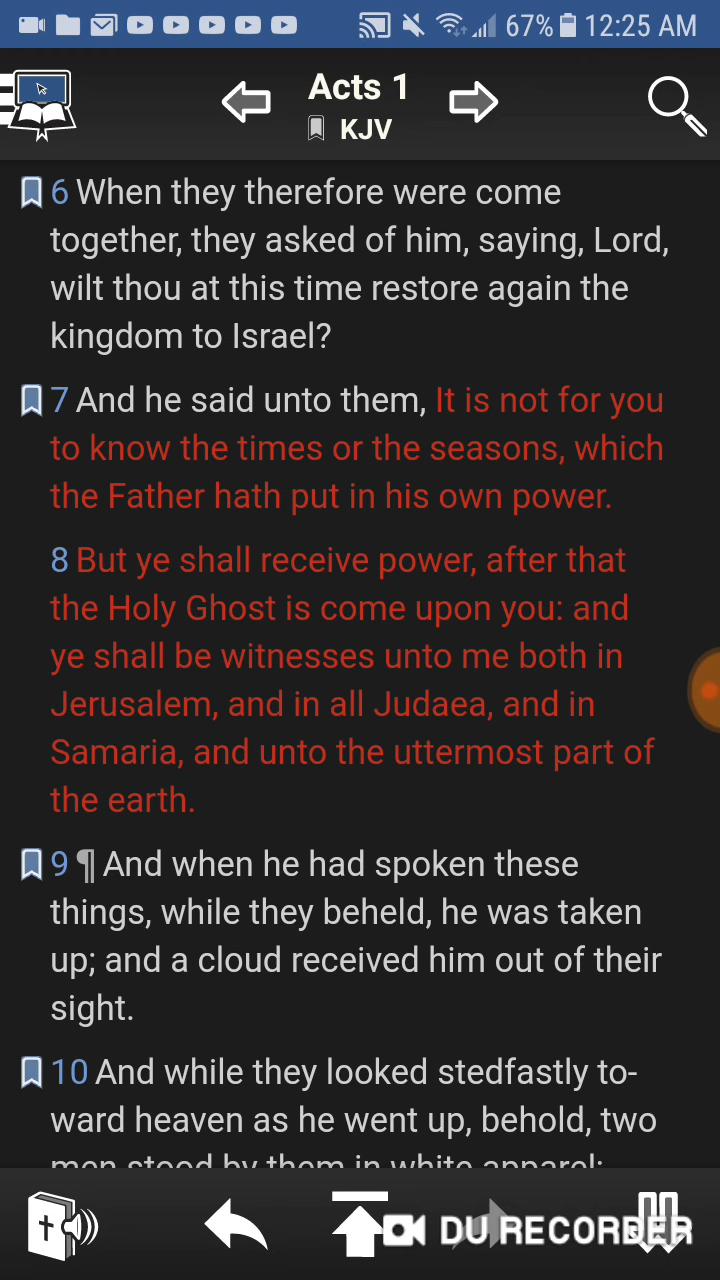 67% 12:25 AM
Acts 1
KJV
6 When they therefore were come
together, they asked of him, saying, Lord,
wilt thou at this time restore again the
kingdom to Israel?
7 And he said unto them, It is not for you
to know the times or the seasons, which
the Father hath put in his own power.
8 But ye shall receive power, after that
the Holy Ghost is come upon you: and
ye shall be witnesses unto me both in
Jerusalem, and in all Judaea, and in
Samaria, and unto the uttermost part of
the earth.
9 ¶ And when he had spoken these
things, while they beheld, he was taken
up; and a cloud received him out of their
sight.
10 And while they looked stedfastly to-
ward heaven as he went up, behold, two
men stood by them in white apparel;
DU RECORDER